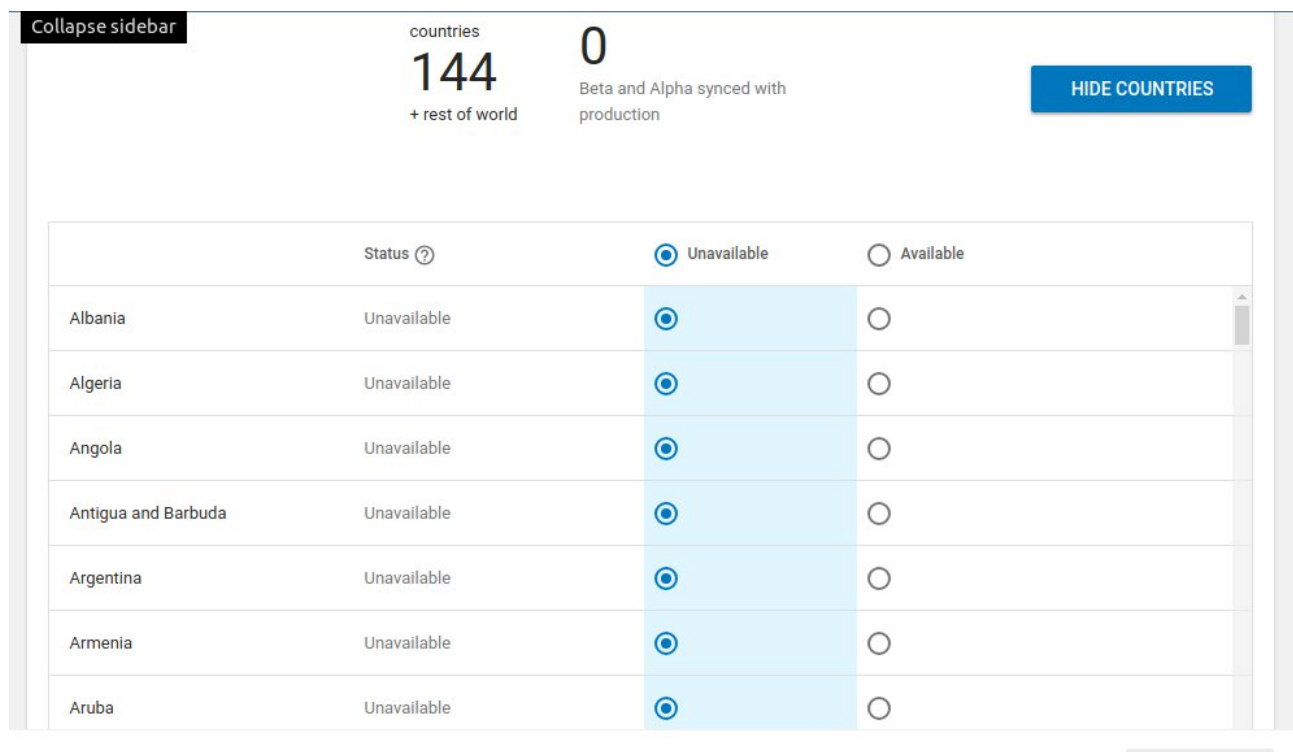 Collapse sidebar
countries
144
+ rest of world
0
Beta and Alpha synced with
production
HIDE COUNTRIES
Status ? Unavailable Available
Albania Unavailable
Algeria Unavailable
Angola Unavailable
Antigua and Barbuda Unavailable
Argentina Unavailable
Armenia Unavailable
Aruba Unavailable